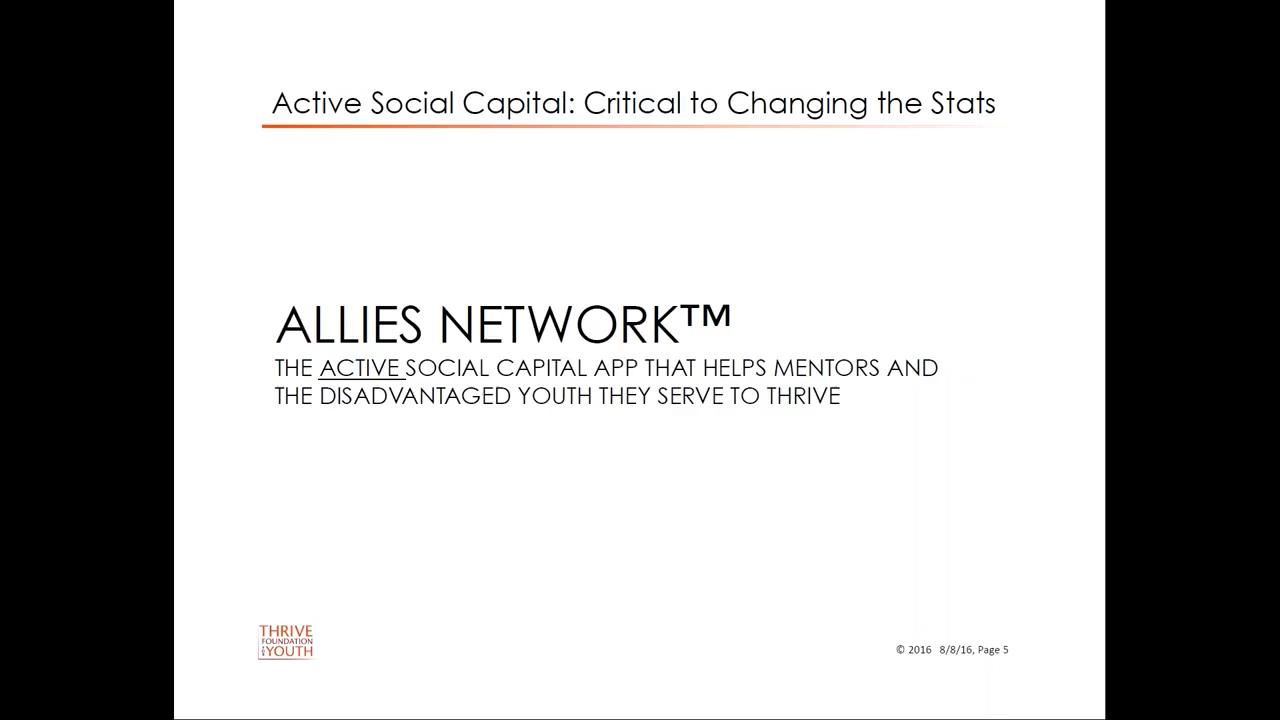 Active Social Capital: Critical to Changing the Stats
ALLIES NETWORK™
THE ACTIVE SOCIAL CAPITAL APP THAT HELPS MENTORS AND
THE DISADVANTAGED YOUTH THEY SERVE TO THRIVE
THRIVE
FOUNDATION
FOR YOUTH
© 2016 8/8/16, Page 5